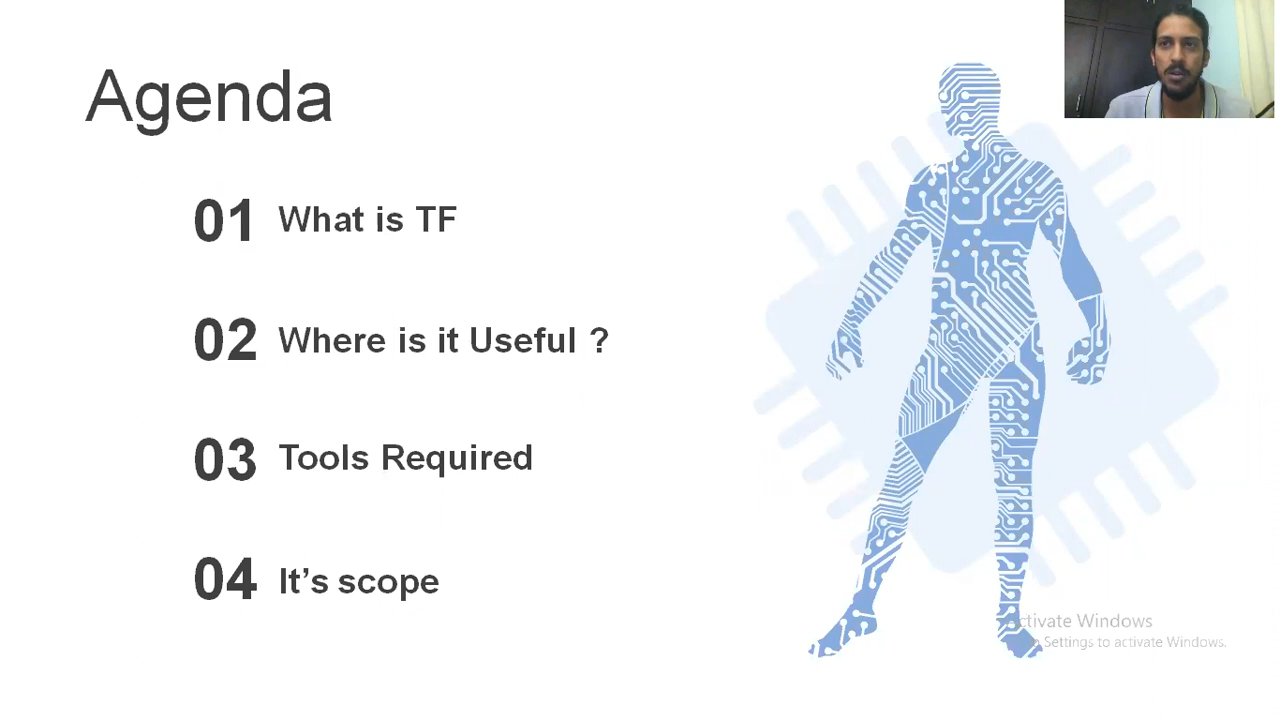 Agenda
01 What is TF
02 Where is it Useful ?
03 Tools Required
04 It’s scope
Activate Windows
Settings to activate Windows.